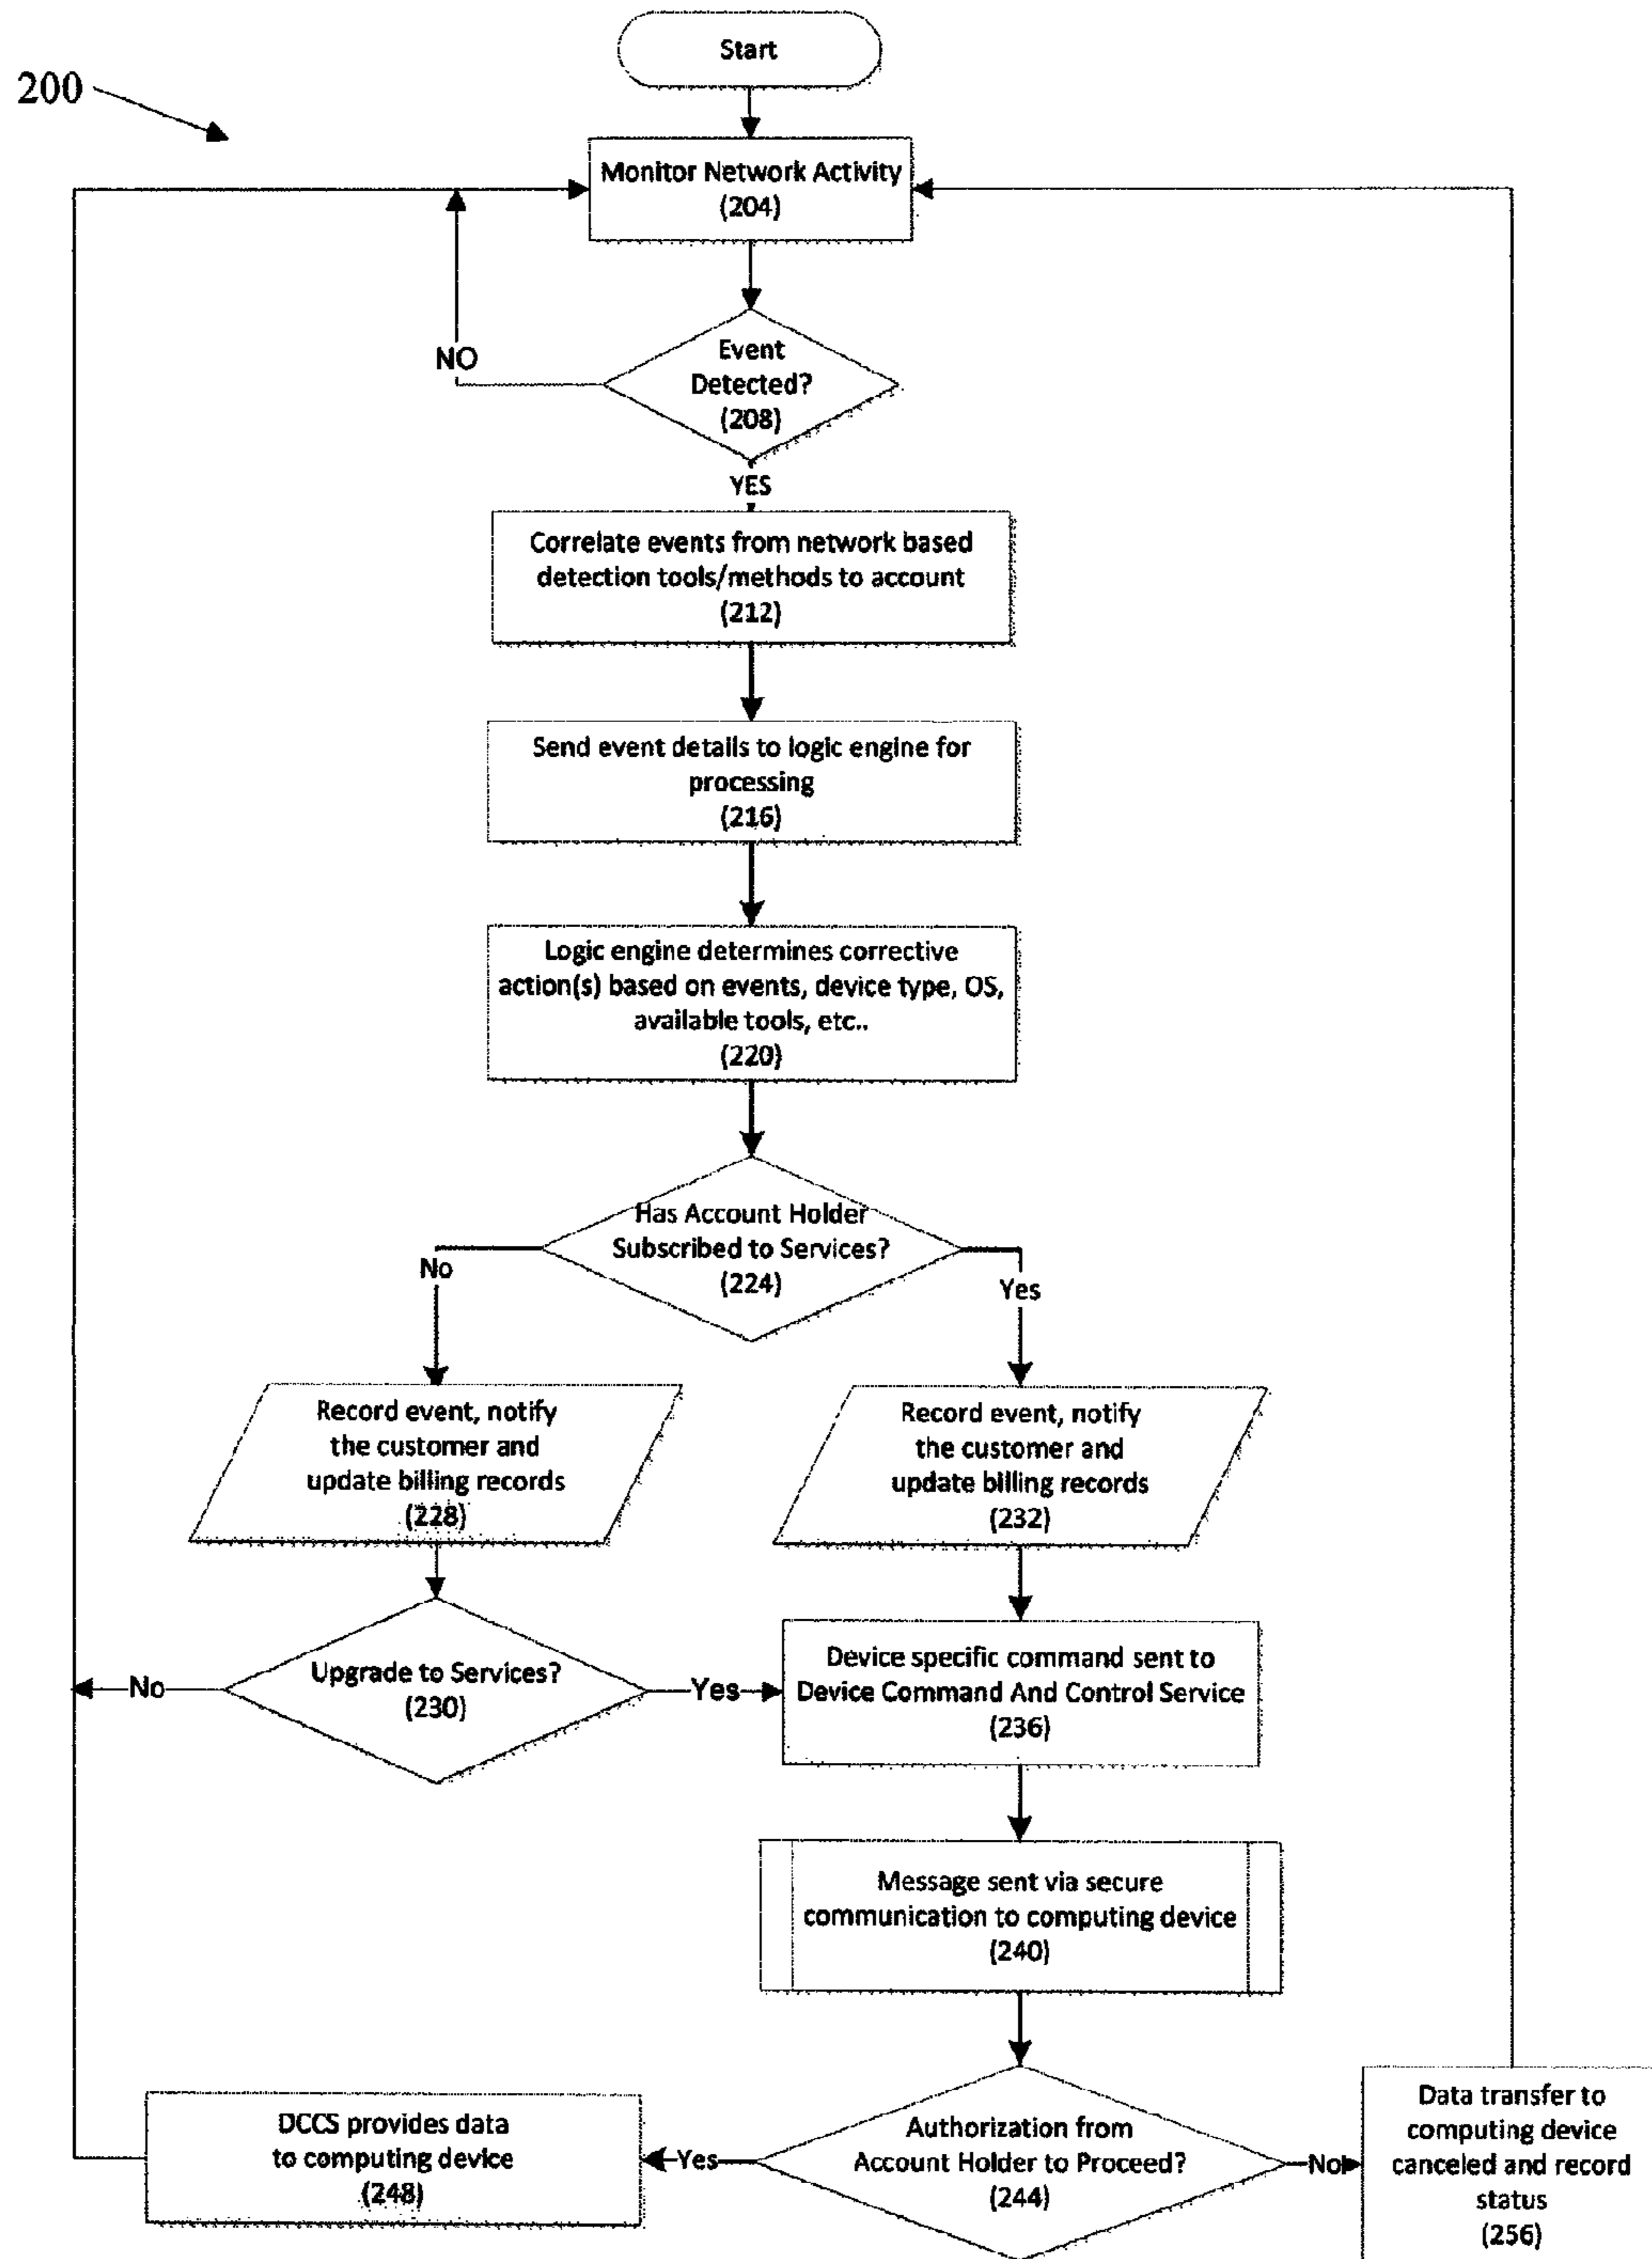 Start
200
Monitor Network Activity
(204)
Event
Detected?
(208)
NO
YES
Correlate events from network based
detection tools/methods to account
(212)
Send event details to logic engine for
processing
(216)
Logic engine determines corrective
action(s) based on events, device type, OS,
available tools, etc..
(220)
Has Account Holder
Subscribed to Services?
(224)
No
Yes
Record event, notify
the customer and
update billing records
(228)
Record event, notify
the customer and
update billing records
(232)
Upgrade to Services?
(230)
No
Yes
Device specific command sent to
Device Command And Control Service
(236)
Message sent via secure
communication to computing device
(240)
DCCS provides data
to computing device
(248)
Yes
Authorization from
Account Holder to Proceed?
(244)
No
Data transfer to
computing device
canceled and record
status
(256)